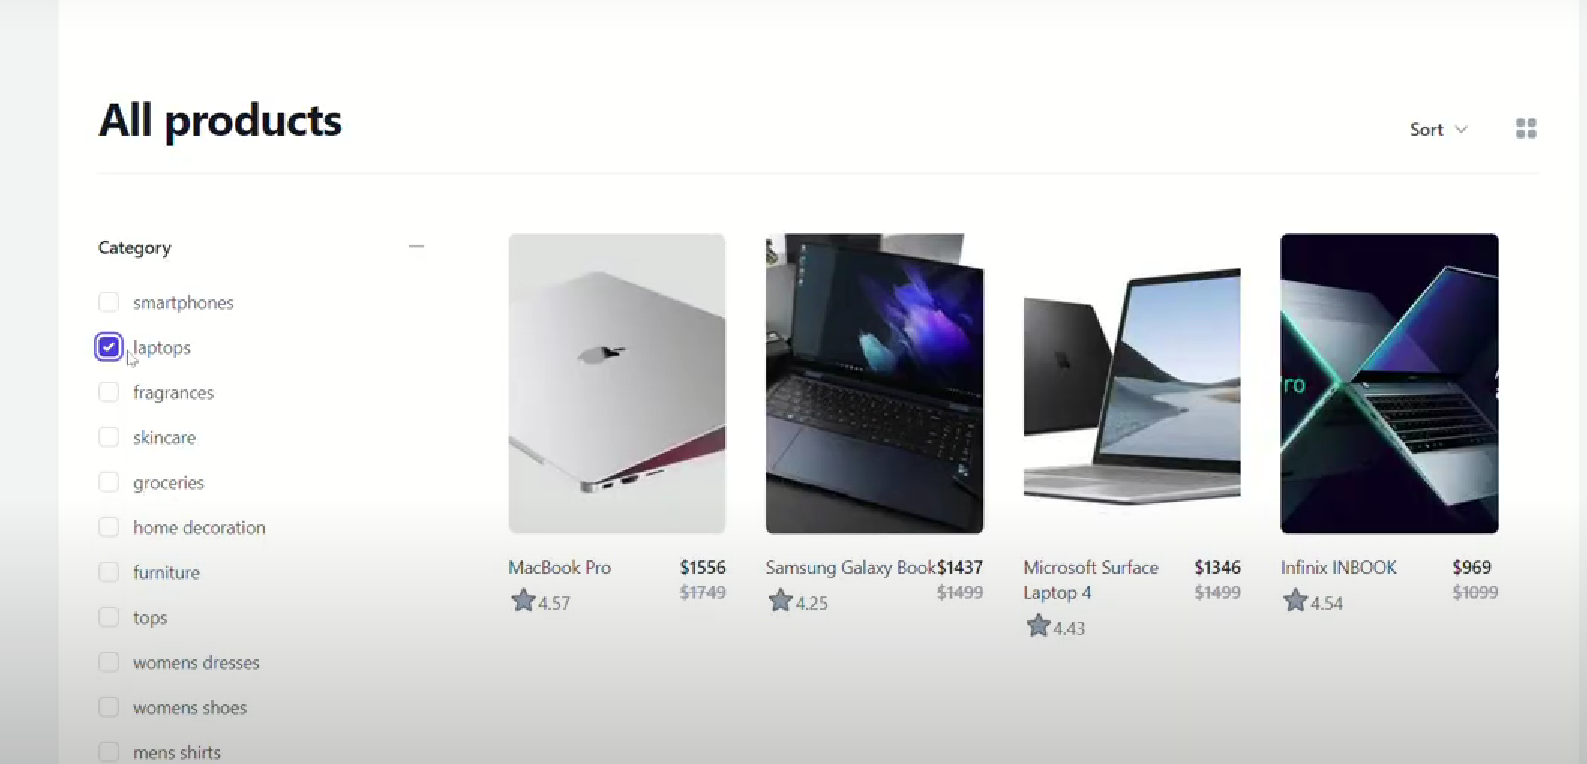 All products
Sort
Category
smartphones
laptops
fragrances
skincare
groceries
home decoration
furniture
tops
womens dresses
womens shoes
mens shirts
ro
MacBook Pro $1556
$1749
4.57
Samsung Galaxy Book $1437
$1499
4.25
Microsoft Surface $1346
Laptop 4 $1499
4.43
Infinix INBOOK $969
$1099
4.54